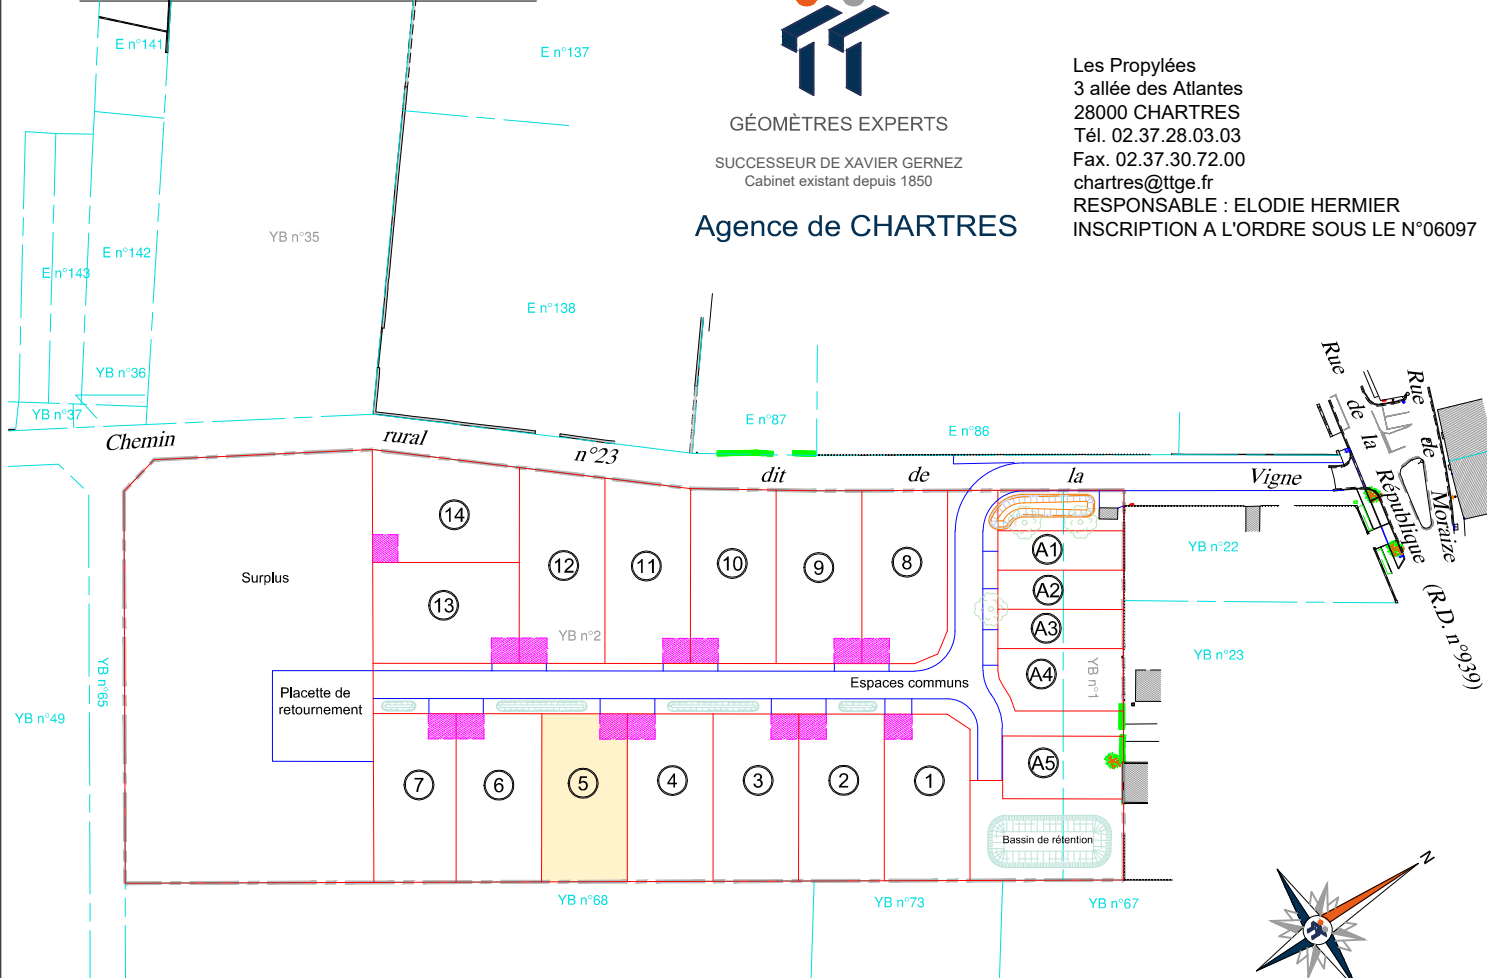 E n°141
E n°137
GÉOMÈTRES EXPERTS
SUCCESSEUR DE XAVIER GERNEZ
Cabinet existant depuis 1850
Agence de CHARTRES
Les Propylées
3 allée des Atlantes
28000 CHARTRES
Tél. 02.37.28.03.03
Fax. 02.37.30.72.00
chartres@ttge.fr
RESPONSABLE : ELODIE HERMIER
INSCRIPTION A L'ORDRE SOUS LE N°06097
YB n°35
E n°142
E n°143
E n°138
YB n°36
YB n°37
E n°87
E n°86
Chemin rural n°23 dit de la Vigne
Rue de la République
Rue de Moraize
(R.D. n°939)
14
13
12
11
10
9
8
A1
A2
A3
A4
A5
YB n°22
YB n°23
Surplus
YB n°2
YB n°1
YB n°65
YB n°49
Placette de
retournement
Espaces communs
7
6
5
4
3
2
1
Bassin de rétention
YB n°68
YB n°73
YB n°67
N